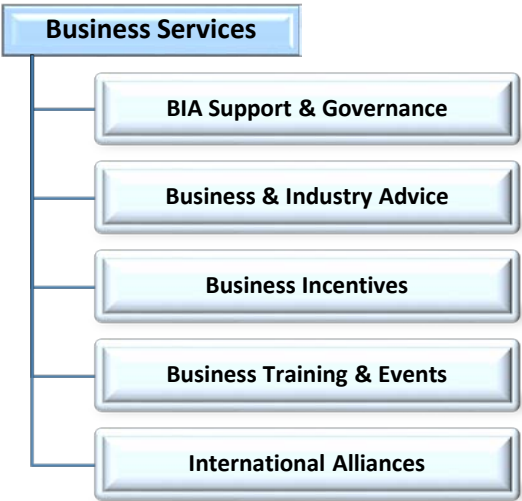 Business Services
BIA Support & Governance
Business & Industry Advice
Business Incentives
Business Training & Events
International Alliances